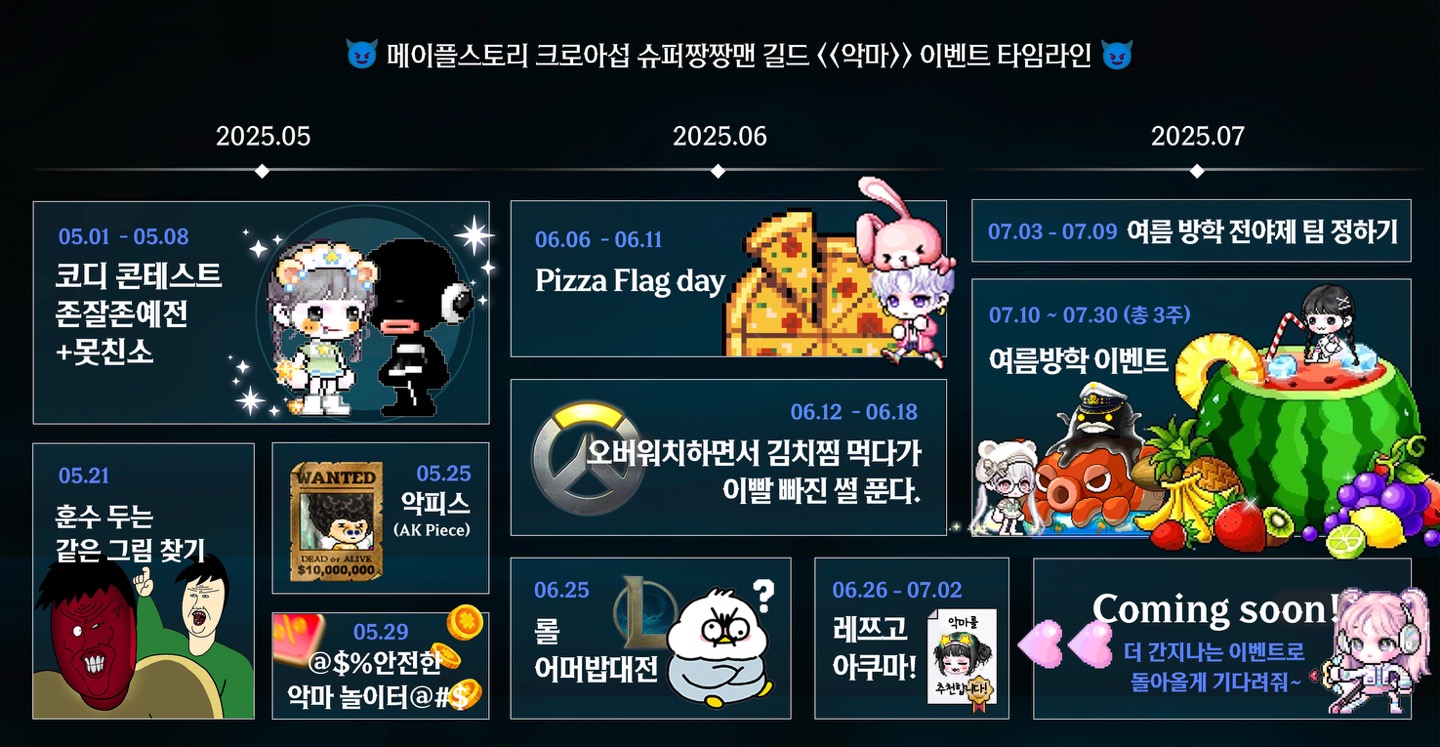 메이플스토리 크로아섭 슈퍼짱짱맨 길드 <<악마>> 이벤트 타임라인
2025.05
05.01 - 05.08
코디 콘테스트
존잘존예전
+못친소
05.21
훈수 두는
같은 그림 찾기
WANTED
DEAD or ALIVE
$10,000,000
05.25
악피스
(AK Piece)
05.29
@$%안전한
악마 놀이터@#$
2025.06
06.06 - 06.11
Pizza Flag day
06.12 - 06.18
오버워치하면서 김치찜 먹다가
이빨 빠진 썰 푼다.
06.25
롤
어머밥대전
?
06.26 - 07.02
레쯔고
아쿠마!
악마를
추천합니다!
2025.07
07.03 - 07.09 여름 방학 전야제 팀 정하기
07.10 ~ 07.30 (총 3주)
여름방학 이벤트
Coming soon!
더 간지나는 이벤트로
돌아올게 기다려줘~